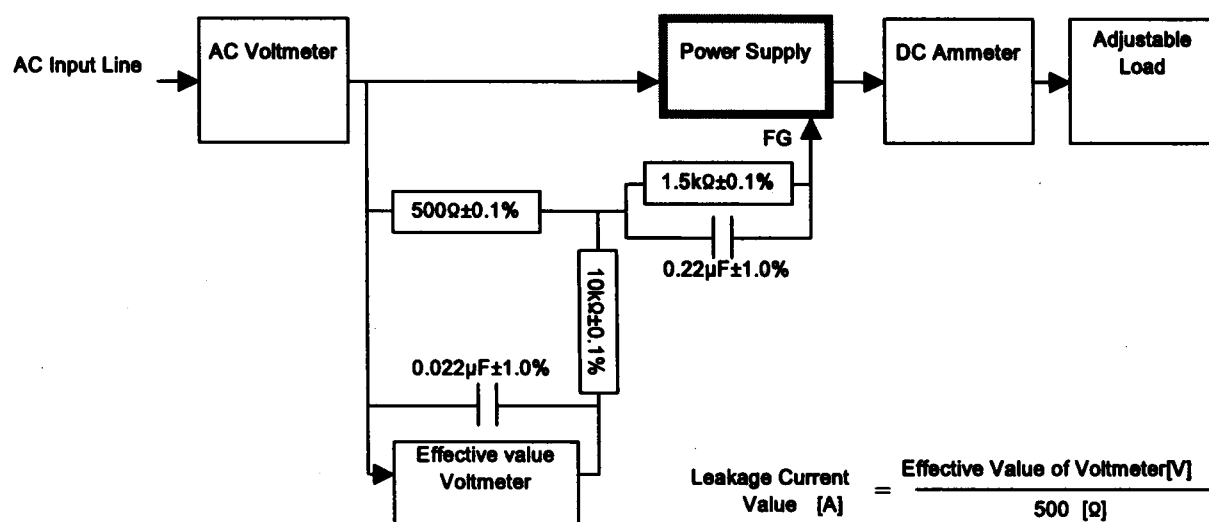 AC Input Line
AC Voltmeter
Power Supply
DC Ammeter
Adjustable
Load
FG
1.5kΩ±0.1%
500Ω±0.1%
0.22µF±1.0%
10kΩ±0.1%
0.022µF±1.0%
Effective value
Voltmeter
Leakage Current
Value [A]
=
Effective Value of Voltmeter[V]
500 [Ω]